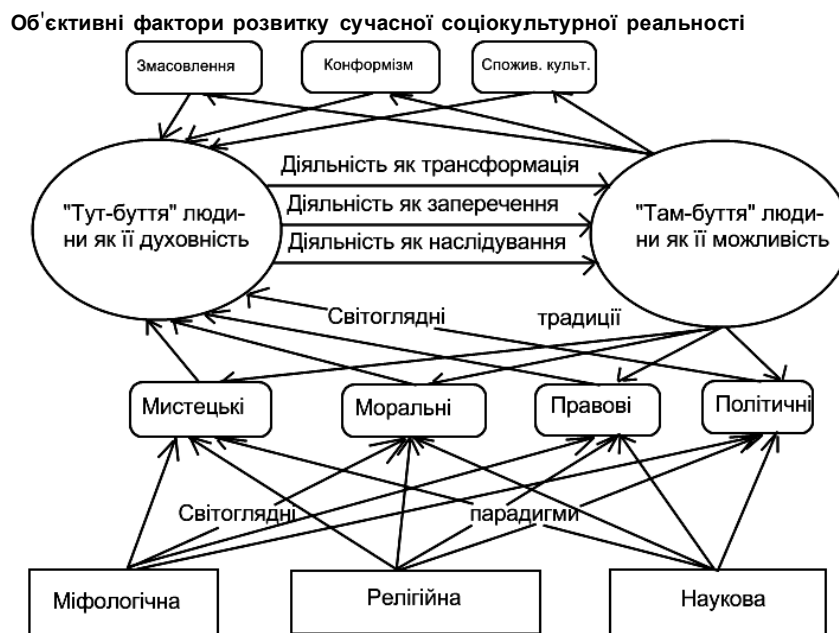 Об'єктивні фактори розвитку сучасної соціокультурної реальності
Змасовлення
Конформізм
Спожив. культ.
Діяльність як трансформація
"Тут-буття" люди-
ни як її духовність
Діяльність як заперечення
Діяльність як наслідування
"Там-буття" люди-
ни як її можливість
Світоглядні традиції
Мистецькі
Моральні
Правові
Політичні
Світоглядні парадигми
Міфологічна
Релігійна
Наукова